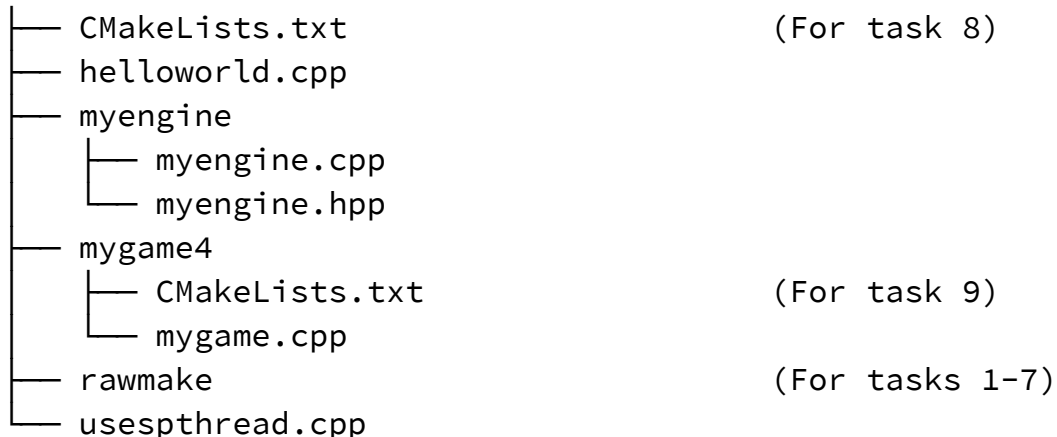 ├── CMakeLists.txt (For task 8)
├── helloworld.cpp
├── myengine
│   ├── myengine.cpp
│   └── myengine.hpp
├── mygame4
│   ├── CMakeLists.txt (For task 9)
│   └── mygame.cpp
├── rawmake (For tasks 1-7)
└── usespthread.cpp